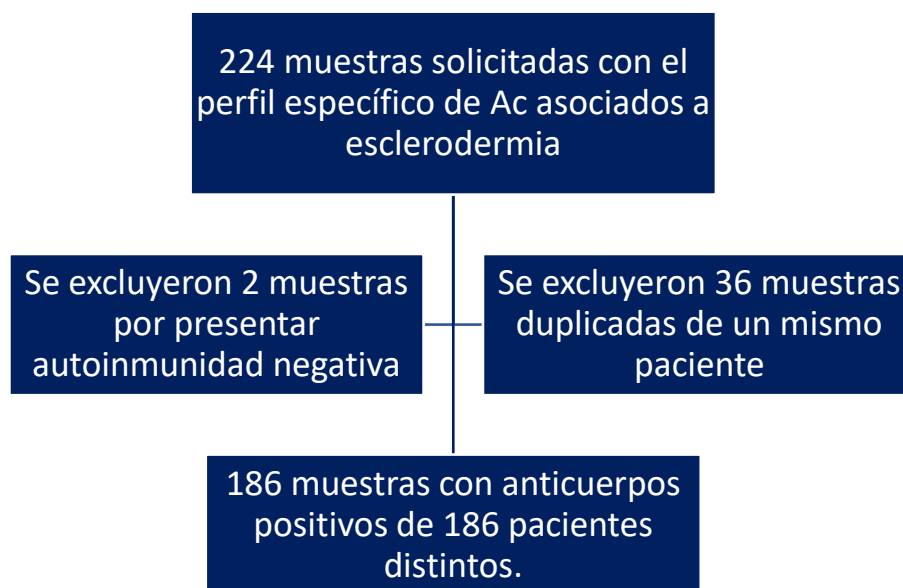 224 muestras solicitadas con el
perfil específico de Ac asociados a
esclerodermia
Se excluyeron 2 muestras
por presentar
autoinmunidad negativa
Se excluyeron 36 muestras
duplicadas de un mismo
paciente
186 muestras con anticuerpos
positivos de 186 pacientes
distintos.